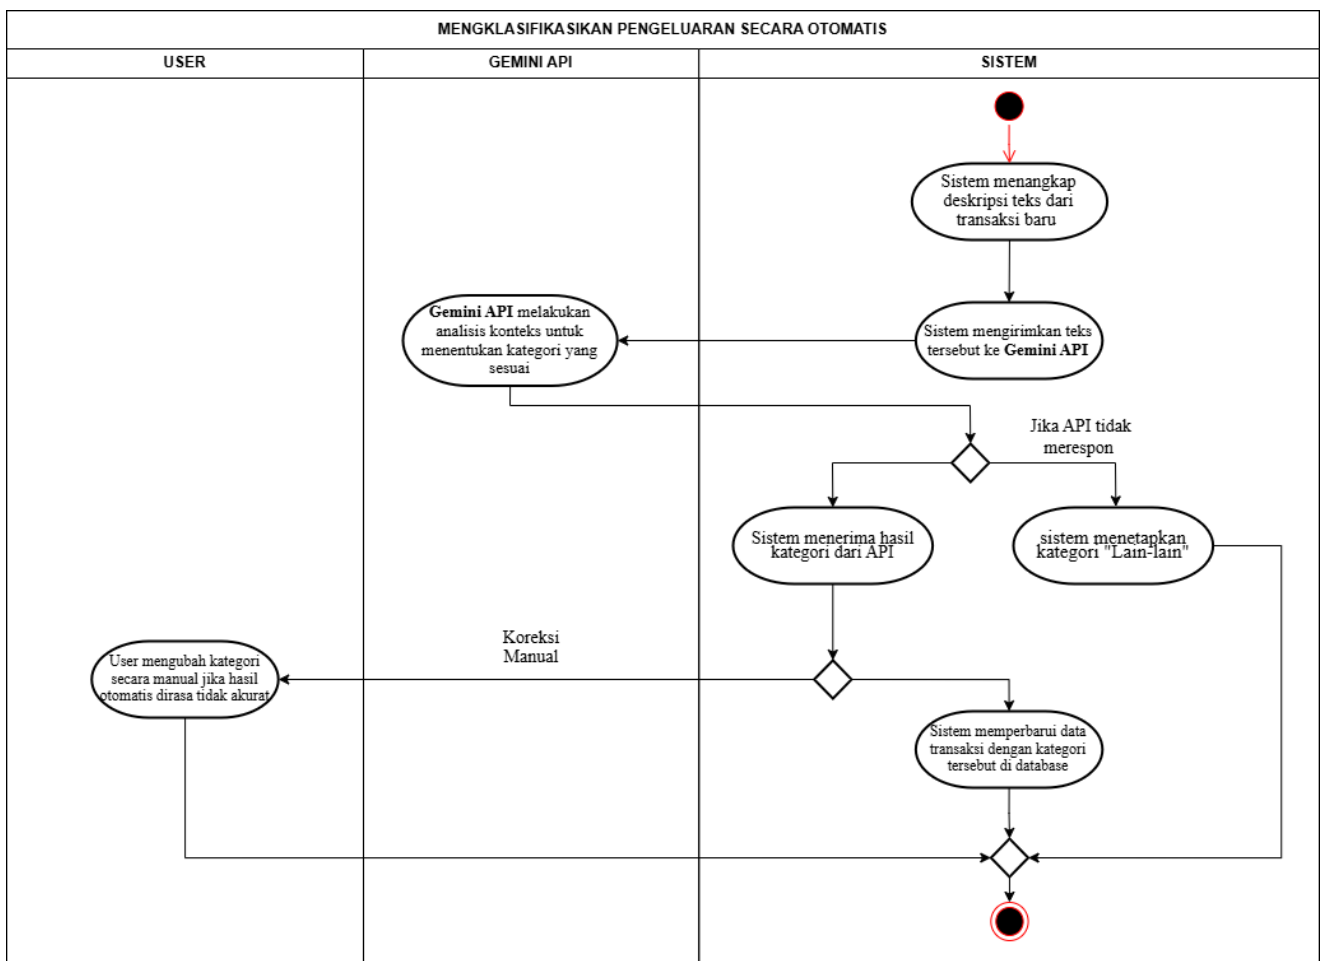 MENGKLASIFIKASIKAN PENGELUARAN SECARA OTOMATIS
USER
GEMINI API
SISTEM
Sistem menangkap
deskripsi teks dari
transaksi baru
Gemini API melakukan
analisis konteks untuk
menentukan kategori yang
sesuai
Sistem mengirimkan teks
tersebut ke Gemini API
Jika API tidak
merespon
Sistem menerima hasil
kategori dari API
sistem menetapkan
kategori "Lain-lain"
Koreksi
Manual
User mengubah kategori
secara manual jika hasil
otomatis dirasa tidak akurat
Sistem memperbarui data
transaksi dengan kategori
tersebut di database